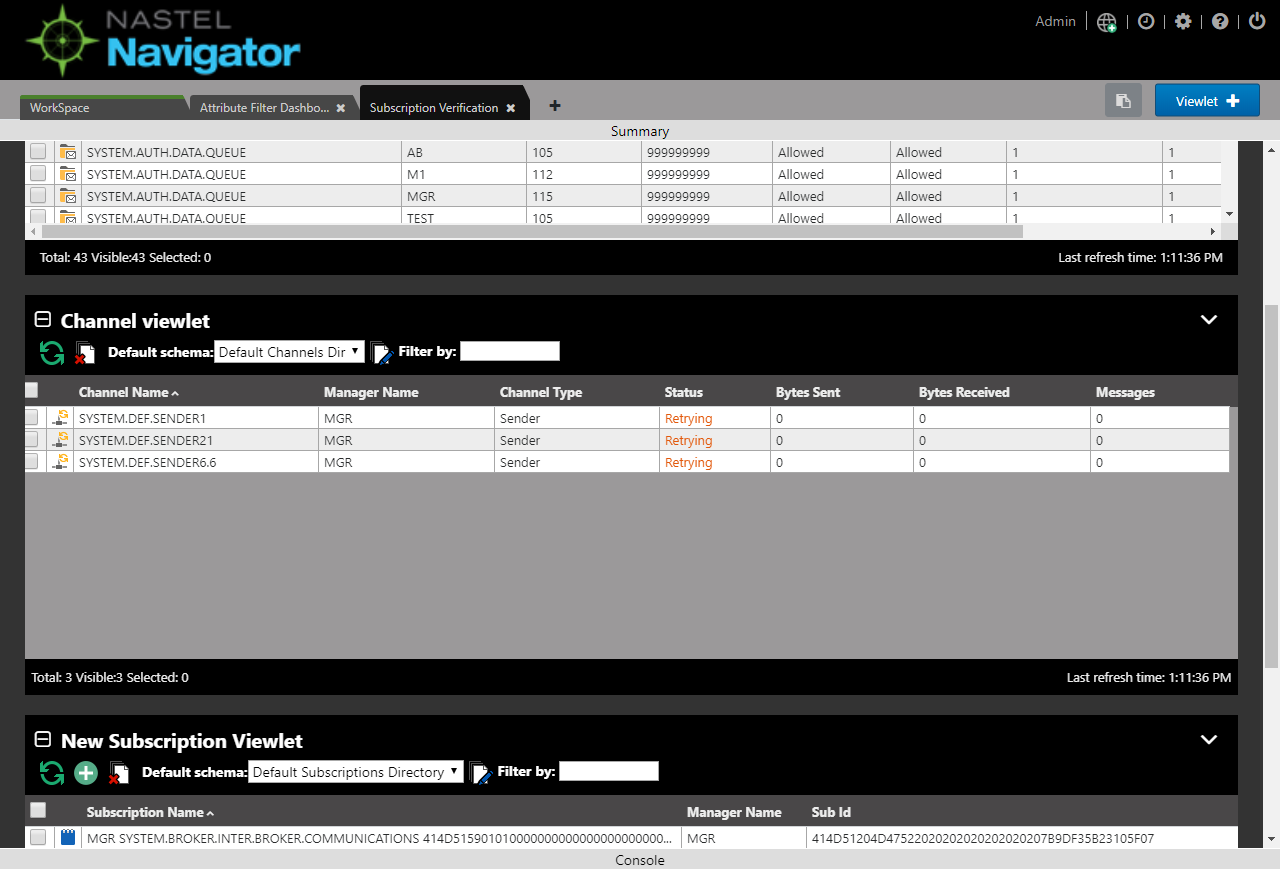 NASTEL
Navigator
Admin
WorkSpace
Attribute Filter Dashbo...
Subscription Verification
Viewlet
Summary
SYSTEM.AUTH.DATA.QUEUE AB 105 999999999 Allowed Allowed 1 1
SYSTEM.AUTH.DATA.QUEUE M1 112 999999999 Allowed Allowed 1 1
SYSTEM.AUTH.DATA.QUEUE MGR 115 999999999 Allowed Allowed 1 1
SYSTEM.AUTH.DATA.QUEUE TEST 105 999999999 Allowed Allowed 1 1
Total: 43 Visible:43 Selected: 0 Last refresh time: 1:11:36 PM
Channel viewlet
Default schema: Default Channels Dir Filter by:
Channel Name Manager Name Channel Type Status Bytes Sent Bytes Received Messages
SYSTEM.DEF.SENDER1 MGR Sender Retrying 0 0 0
SYSTEM.DEF.SENDER21 MGR Sender Retrying 0 0 0
SYSTEM.DEF.SENDER6.6 MGR Sender Retrying 0 0 0
Total: 3 Visible:3 Selected: 0 Last refresh time: 1:11:36 PM
New Subscription Viewlet
Default schema: Default Subscriptions Directory Filter by:
Subscription Name Manager Name Sub Id
MGR SYSTEM.BROKER.INTER.BROKER.COMMUNICATIONS MGR
Console